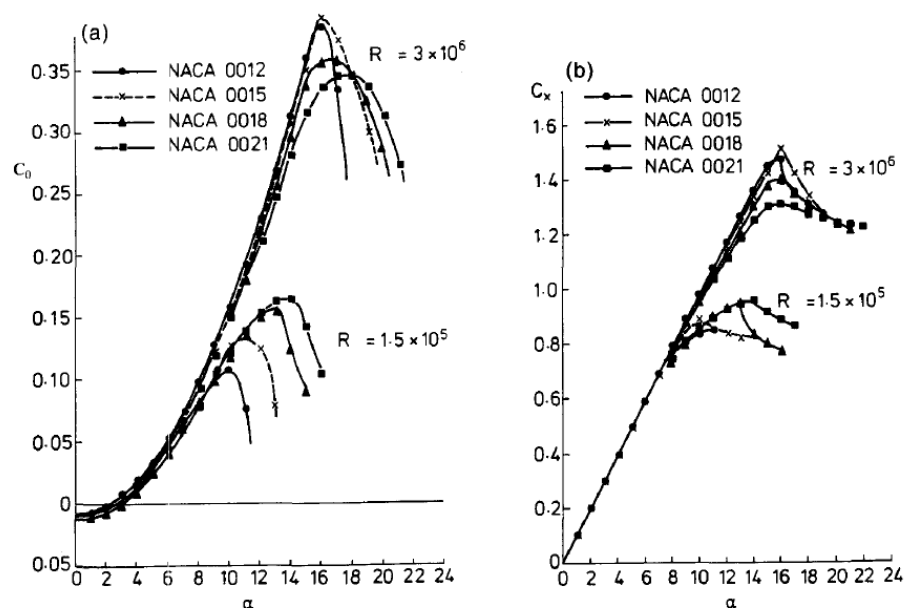 (a)
NACA 0012
NACA 0015
NACA 0018
NACA 0021
R = 3×10⁶
R = 1.5×10⁵
C₀
0.35
0.30
0.25
0.20
0.15
0.10
0.05
0
0.05
0 2 4 6 8 10 12 14 16 18 20 22 24
α
(b)
Cx
NACA 0012
NACA 0015
NACA 0018
NACA 0021
R = 3×10⁶
R = 1.5×10⁵
1.6
1.4
1.2
1.0
0.8
0.6
0.4
0.2
0
0 2 4 6 8 10 12 14 16 18 20 22 24
α